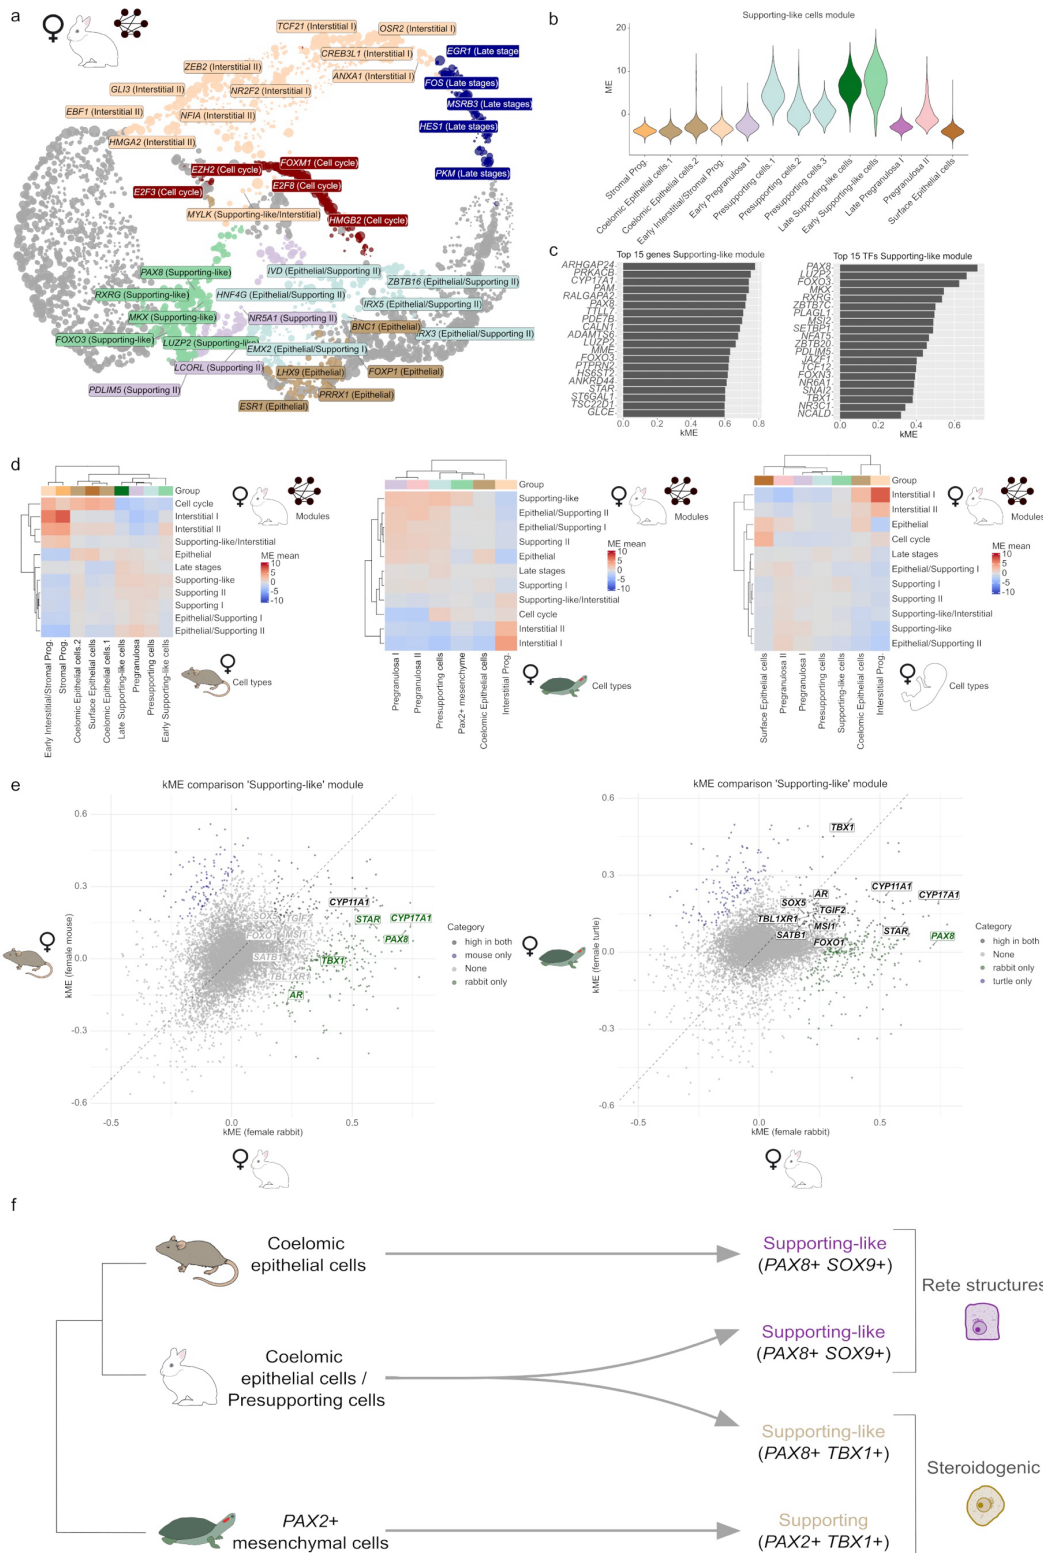 a
TCF21 (Interstitial I)
OSR2 (Interstitial I)
EGR1 (Late stage
CREB3L1 (Interstitial I)
ZEB2 (Interstitial II)
ANXA1 (Interstitial I)
FOS (Late stages)
GLI3 (Interstitial II)
NR2F2 (Interstitial I)
MSRB3 (Late stages)
EBF1 (Interstitial II)
NFIA (Interstitial II)
HES1 (Late stages)
HMGA2 (Interstitial II)
FOXM1 (Cell cycle)
EZH2 (Cell cycle)
PKM (Late stages)
E2F3 (Cell cycle)
E2F8 (Cell cycle)
MYLK (Supporting-like/Interstitial)
HMGB2 (Cell cycle)
PAX8 (Supporting-like)
IVD (Epithelial/Supporting II)
ZBTB16 (Epithelial/Supporting II)
RXRG (Supporting-like)
HNF4G (Epithelial/Supporting II)
IRX5 (Epithelial/Supporting II)
MKX (Supporting-like)
NR5A1 (Supporting II)
BNC1 (Epithelial)
IRX3 (Epithelial/Supporting II)
FOXO3 (Supporting-like)
LUZP2 (Supporting-like)
EMX2 (Epithelial/Supporting I)
LCORL (Supporting II)
LHX9 (Epithelial)
FOXP1 (Epithelial)
PDLIM5 (Supporting II)
PRRX1 (Epithelial)
ESR1 (Epithelial)
b
Supporting-like cells module
ME
20
10
0
Stromal Prog.
Coelomic Epithelial cells.1
Coelomic Epithelial cells.2
Early Interstitial/Stromal Prog.
Early Pregranulosa I
Presupporting cells.1
Presupporting cells.2
Presupporting cells.3
Late Supporting-like cells
Early Supporting-like cells
Late Pregranulosa I
Pregranulosa II
Surface Epithelial cells
c
Top 15 genes Supporting-like module
ARHGAP24
PRKACB
CYP17A1
PAM
RALGAPA2
PAX8
TTLL7
PDE7B
CALN1
ADAMTS6
LUZP2
MME
FOXO3
PTPRN2
HS6ST2
ANKRD44
STAR
ST6GAL1
TSC22D1
GLCE
0.0 0.2 0.4 0.6 0.8
kME
Top 15 TFs Supporting-like module
PAX8
LUZP2
FOXO3
MKX
RXRG
ZBTB7C
PLAGL1
MSI2
SETBP1
NFAT5
ZBTB20
PDLIM5
JAZF1
TCF12
FOXN3
NR6A1
SNAI2
TBX1
NR3C1
NCALD
0.0 0.2 0.4 0.6
kME
d
Group
Cell cycle
Interstitial I
Interstitial II
Supporting-like/Interstitial
Epithelial
Late stages
Supporting-like
Supporting II
Supporting I
Epithelial/Supporting I
Epithelial/Supporting II
Modules
ME mean
10
5
0
-5
-10
Early Interstitial/Stromal Prog.
Stromal Prog.
Coelomic Epithelial cells.2
Surface Epithelial cells
Coelomic Epithelial cells.1
Late Supporting-like cells
Pregranulosa
Presupporting cells
Early Supporting-like cells
Cell types
Group
Supporting-like
Epithelial/Supporting II
Epithelial/Supporting I
Supporting II
Epithelial
Late stages
Supporting I
Supporting-like/Interstitial
Cell cycle
Interstitial II
Interstitial I
Modules
ME mean
10
5
0
-5
-10
Pregranulosa I
Pregranulosa II
Presupporting cells
Pax2+ mesenchyme
Coelomic Epithelial cells
Interstitial Prog.
Cell types
Group
Interstitial I
Interstitial II
Epithelial
Cell cycle
Late stages
Epithelial/Supporting I
Supporting I
Supporting II
Supporting-like/Interstitial
Supporting-like
Epithelial/Supporting II
Modules
ME mean
10
5
0
-5
-10
Surface Epithelial cells
Pregranulosa II
Pregranulosa I
Presupporting cells
Supporting-like cells
Coelomic Epithelial cells
Interstitial Prog.
Cell types
e
kME comparison 'Supporting-like' module
kME (female mouse)
0.6
0.3
0.0
-0.3
-0.6
CYP11A1
SOX5
TGIF2
STAR
CYP17A1
FOXO1
MSI1
PAX8
SATB1
TBX1
TBL1XR1
AR
-0.5 0.0 0.5
kME (female rabbit)
Category
high in both
mouse only
None
rabbit only
kME comparison 'Supporting-like' module
kME (female turtle)
0.6
0.3
0.0
-0.3
-0.6
TBX1
AR
CYP11A1
CYP17A1
SOX5
TGIF2
TBL1XR1
MSI1
STAR
SATB1
FOXO1
PAX8
-0.5 0.0 0.5
kME (female rabbit)
Category
high in both
None
rabbit only
turtle only
f
Coelomic
epithelial cells
Supporting-like
(PAX8+ SOX9+)
Rete structures
Coelomic
epithelial cells /
Presupporting cells
Supporting-like
(PAX8+ SOX9+)
Supporting-like
(PAX8+ TBX1+)
Steroidogenic
PAX2+
mesenchymal cells
Supporting
(PAX2+ TBX1+)